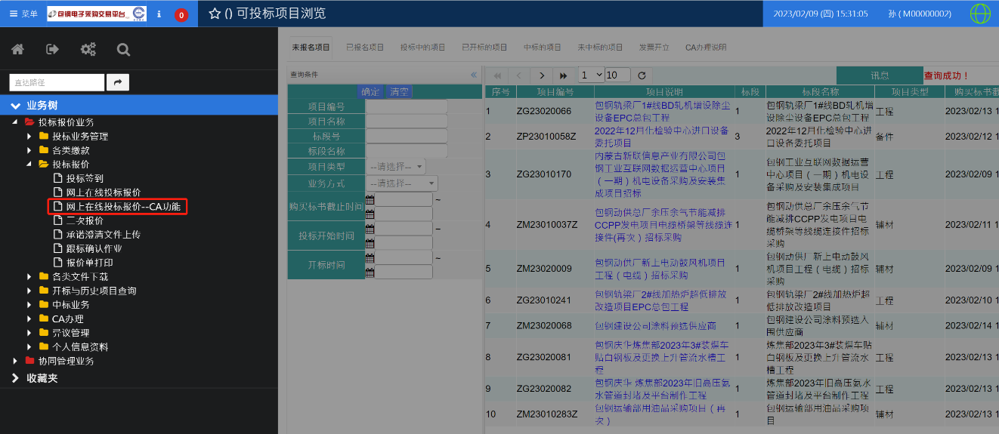 菜单 包钢电子采购交易平台 i 0 () 可投标项目浏览 2023/02/09 (四) 15:31:05 孙 ( M00000002)
直达路径
业务树
投标报价业务
投标业务管理
各类缴款
投标报价
投标签到
网上在线投标报价
网上在线投标报价--CA功能
二次报价
承诺澄清文件上传
跟标确认作业
报价单打印
各类文件下载
开标与历史项目查询
中标业务
CA办理
异议管理
个人信息资料
协同管理业务
收藏夹
未报名项目 已报名项目 投标中的项目 已开标的项目 中标的项目 未中标的项目 发票开立 CA办理说明
查询条件
确定 清空
项目编号
项目名称
标段号
标段名称
项目类型 --请选择--
业务方式 --请选择--
购买标书截止时间 ~
投标开始时间 ~
开标时间 ~
1 10 讯息 查询成功！
序号 项目编号 项目说明 标段 标段名称 项目类型 购买标书截
1 ZG23020066 包钢轨梁厂1#线BD轧机增设除尘设备EPC总包工程 1 包钢轨梁厂1#线BD轧机增设除尘设备EPC总包工程 工程 2023/02/13 1
2 ZP23010058Z 2022年12月化检验中心进口设备委托项目 3 2022年12月化检验中心进口设备委托项目 备件 2023/02/12 1
3 ZG23010170 内蒙古新联信息产业有限公司包钢工业互联网数据运营中心项目（一期）机电设备采购及安装集成项目招标 1 包钢工业互联网数据运营中心项目（一期）机电设备采购及安装集成项目 工程 2023/02/09 1
4 ZM23010037Z 包钢动供总厂余压余气节能减排CCPP发电项目电缆桥架等线缆连接件(再次）招标采购 1 包钢动供总厂余压余气节能减排CCPP发电项目电缆桥架等线缆连接件招标采购 辅材 2023/02/11 1
5 ZM23020009 包钢动供厂新上电动鼓风机项目工程（电缆）招标采购 1 包钢动供厂新上电动鼓风机项目工程（电缆）招标采购 辅材 2023/02/09 1
6 ZG23010241 包钢轨梁厂2#线加热炉超低排放改造项目EPC总包工程 1 包钢轨梁厂2#线加热炉超低排放改造项目 工程 2023/02/10 1
7 ZM23020068 包钢建设公司涂料预选供应商 1 包钢建设公司涂料预选入围供应商 辅材 2023/02/14 1
8 ZG23020081 包钢庆华炼焦部2023年3#装煤车贴白钢板及更换上升管流水槽工程 1 炼焦部2023年3#装煤车贴白钢板及更换上升管流水槽工程 工程 2023/02/13 1
9 ZG23020082 包钢庆华 炼焦部2023年旧高压氨水管道封堵及平台制作工程 1 炼焦部2023年旧高压氨水管道封堵及平台制作工程 工程 2023/02/13 1
10 ZM23010283Z 包钢运输部用油品采购项目（再次） 1 包钢运输部用油品采购项目 辅材 2023/02/13 1